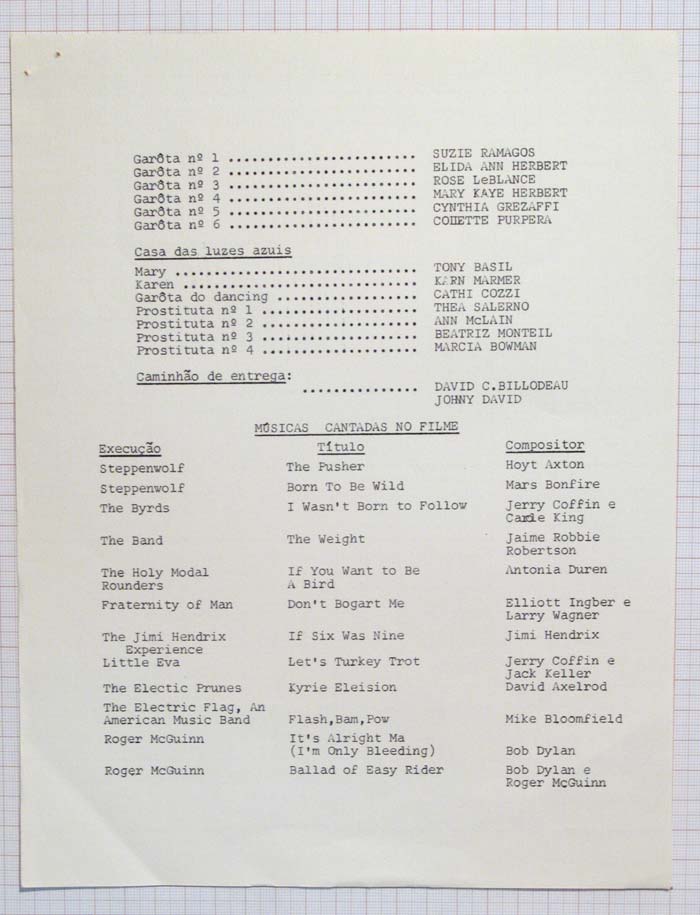 Garôta nº 1 ........................ SUZIE RAMAGOS
Garôta nº 2 ........................ ELIDA ANN HERBERT
Garôta nº 3 ........................ ROSE LeBLANCE
Garôta nº 4 ........................ MARY KAYE HERBERT
Garôta nº 5 ........................ CYNTHIA GREZAFFI
Garôta nº 6 ........................ COLLETTE PURPERA
Casa das luzes azuis
Mary ............................... TONY BASIL
Karen .............................. KARN MARMER
Garôta do dancing .................. CATHI COZZI
Prostituta nº 1 .................... THEA SALERNO
Prostituta nº 2 .................... ANN McLAIN
Prostituta nº 3 .................... BEATRIZ MONTEIL
Prostituta nº 4 .................... MARCIA BOWMAN
Caminhão de entrega:
............... DAVID C.BILLODEAU
JOHNY DAVID
MÚSICAS CANTADAS NO FILME
Execução Título Compositor
Steppenwolf The Pusher Hoyt Axton
Steppenwolf Born To Be Wild Mars Bonfire
The Byrds I Wasn't Born to Follow Jerry Coffin e
Carle King
The Band The Weight Jaime Robbie
Robertson
The Holy Modal If You Want to Be Antonia Duren
Rounders A Bird
Fraternity of Man Don't Bogart Me Elliott Ingber e
Larry Wagner
The Jimi Hendrix If Six Was Nine Jimi Hendrix
Experience
Little Eva Let's Turkey Trot Jerry Coffin e
Jack Keller
The Electic Prunes Kyrie Eleision David Axelrod
The Electric Flag, An
American Music Band Flash,Bam,Pow Mike Bloomfield
Roger McGuinn It's Alright Ma
(I'm Only Bleeding) Bob Dylan
Roger McGuinn Ballad of Easy Rider Bob Dylan e
Roger McGuinn